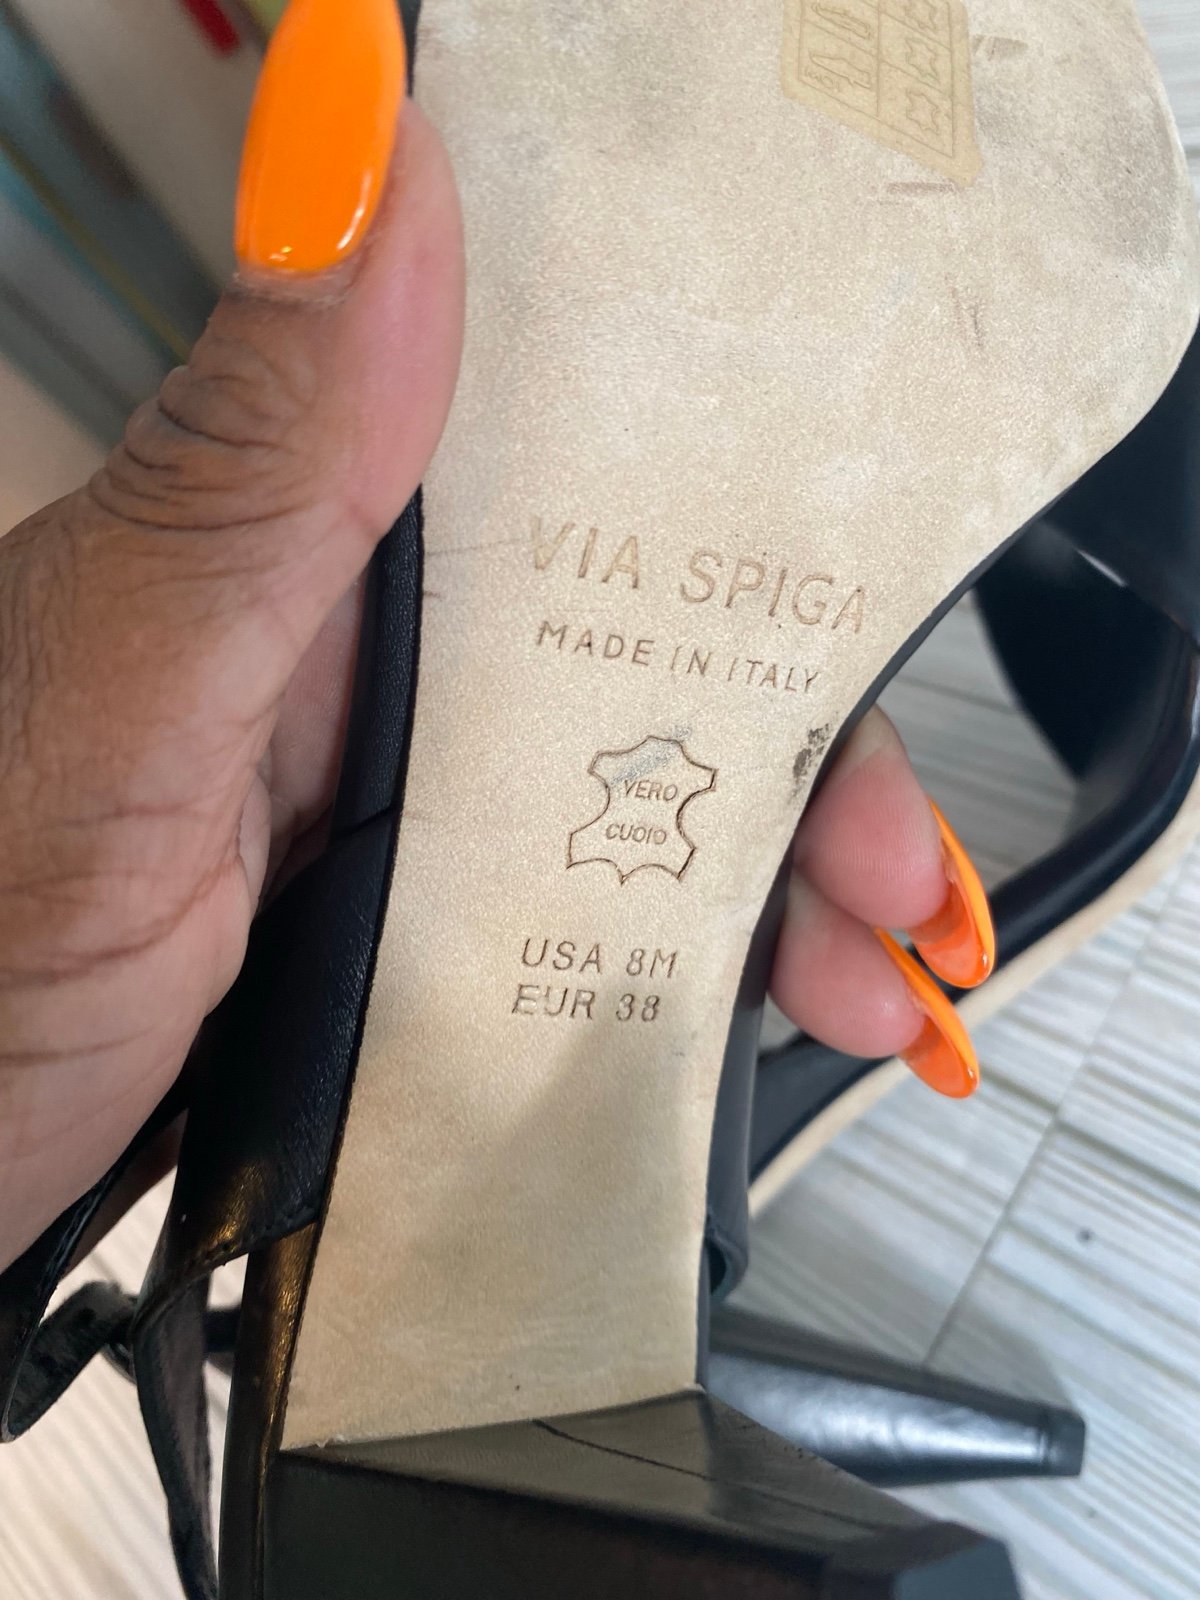 VIA SPIGA
MADE IN ITALY
VERO
CUOIO
USA 8M
EUR 38